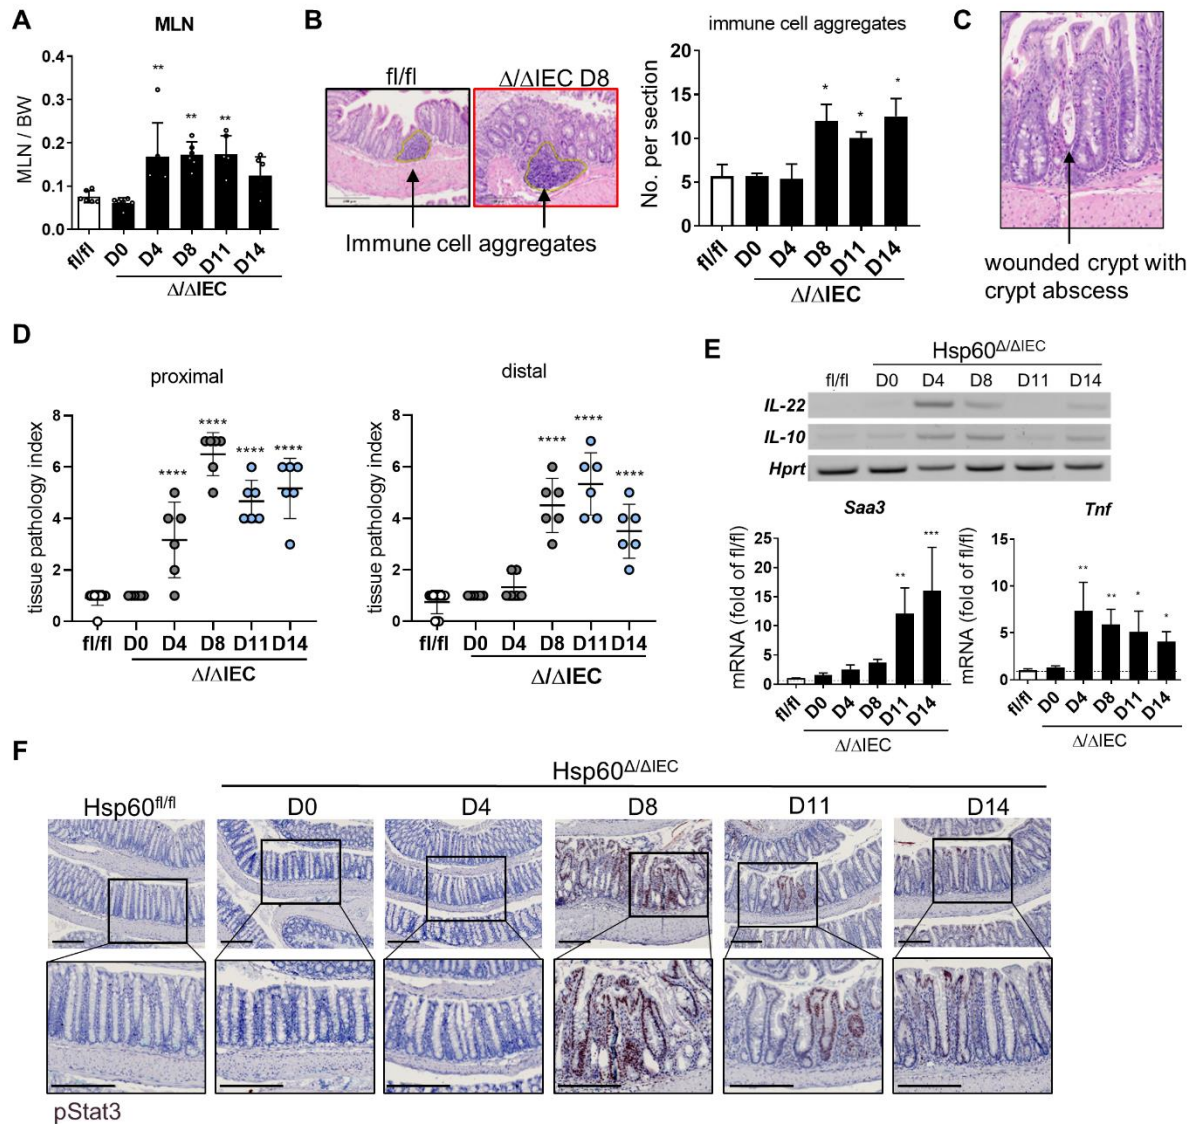 A
MLN
MLN / BW
0.4
0.3
0.2
0.1
0.0
**
**
**
fl/fl
D0
D4
D8
D11
D14
Δ/ΔIEC
B
fl/fl
Δ/ΔIEC D8
Immune cell aggregates
immune cell aggregates
No. per section
20
15
10
5
0
*
*
*
fl/fl
D0
D4
D8
D11
D14
Δ/ΔIEC
C
wounded crypt with
crypt abscess
D
proximal
tissue pathology index
8
6
4
2
0
****
****
****
****
fl/fl D0 D4 D8 D11 D14
Δ/ΔIEC
distal
tissue pathology index
8
6
4
2
0
****
****
****
fl/fl D0 D4 D8 D11 D14
Δ/ΔIEC
E
Hsp60Δ/ΔIEC
fl/fl D0 D4 D8 D11 D14
IL-22
IL-10
Hprt
Saa3
mRNA (fold of fl/fl)
25
20
15
10
5
0
**
***
fl/fl
D0
D4
D8
D11
D14
Δ/ΔIEC
Tnf
mRNA (fold of fl/fl)
15
10
5
0
**
**
*
*
fl/fl
D0
D4
D8
D11
D14
Δ/ΔIEC
F
Hsp60Δ/ΔIEC
Hsp60fl/fl D0 D4 D8 D11 D14
pStat3